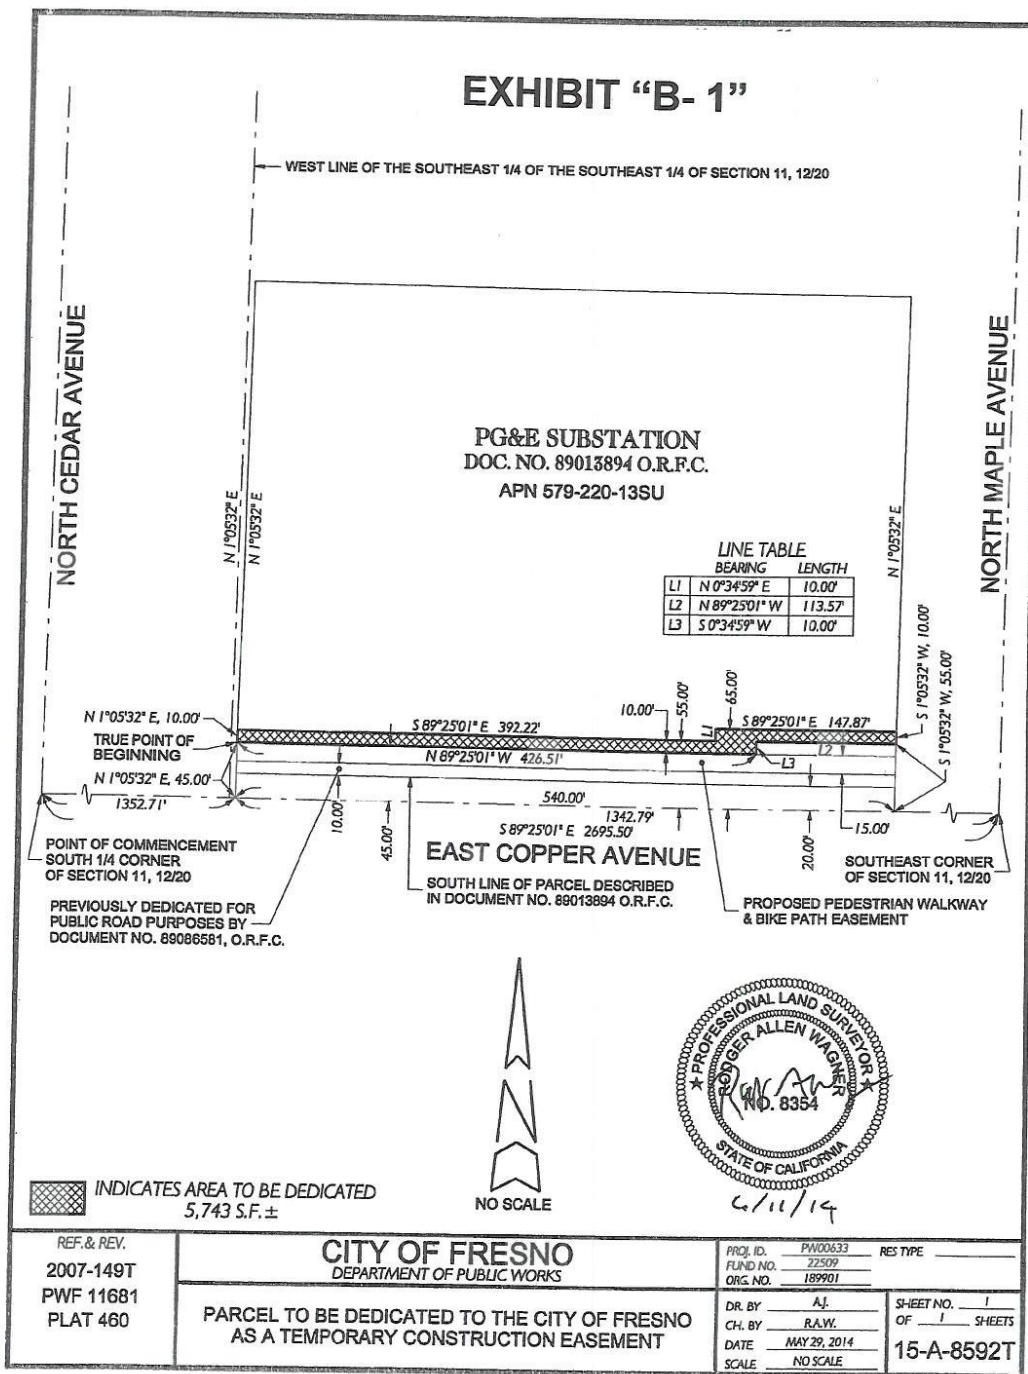 EXHIBIT “B- 1”
WEST LINE OF THE SOUTHEAST 1/4 OF THE SOUTHEAST 1/4 OF SECTION 11, 12/20
NORTH CEDAR AVENUE
NORTH MAPLE AVENUE
N 1°05'32" E
N 1°05'32" E
N 1°05'32" E
PG&E SUBSTATION
DOC. NO. 89013894 O.R.F.C.
APN 579-220-13SU
LINE TABLE
BEARING LENGTH
L1 N 0°34'59" E 10.00'
L2 N 89°25'01" W 113.57'
L3 S 0°34'59" W 10.00'
S 1°05'32" W, 10.00'
S 1°05'32" W, 55.00'
N 1°05'32" E, 10.00'
TRUE POINT OF
BEGINNING
N 1°05'32" E, 45.00'
1352.71'
S 89°25'01" E 392.22'
N 89°25'01" W 426.51'
10.00'
55.00'
L1
65.00'
S 89°25'01" E 147.87'
L2
L3
10.00'
45.00'
540.00'
1342.79'
S 89°25'01" E 2695.50'
20.00'
15.00'
EAST COPPER AVENUE
POINT OF COMMENCEMENT
SOUTH 1/4 CORNER
OF SECTION 11, 12/20
SOUTHEAST CORNER
OF SECTION 11, 12/20
SOUTH LINE OF PARCEL DESCRIBED
IN DOCUMENT NO. 89013894 O.R.F.C.
PREVIOUSLY DEDICATED FOR
PUBLIC ROAD PURPOSES BY
DOCUMENT NO. 89086581, O.R.F.C.
PROPOSED PEDESTRIAN WALKWAY
& BIKE PATH EASEMENT
N
NO SCALE
PROFESSIONAL LAND SURVEYOR
RODGER ALLEN WAGNER
NO. 8354
STATE OF CALIFORNIA
6/11/14
INDICATES AREA TO BE DEDICATED
5,743 S.F.±
REF. & REV.
2007-149T
PWF 11681
PLAT 460
CITY OF FRESNO
DEPARTMENT OF PUBLIC WORKS
PARCEL TO BE DEDICATED TO THE CITY OF FRESNO
AS A TEMPORARY CONSTRUCTION EASEMENT
PROJ. ID. PW00633 RES TYPE
FUND NO. 22509
ORG. NO. 189901
DR. BY A.J.
CH. BY R.A.W.
DATE MAY 29, 2014
SCALE NO SCALE
SHEET NO. 1
OF 1 SHEETS
15-A-8592T